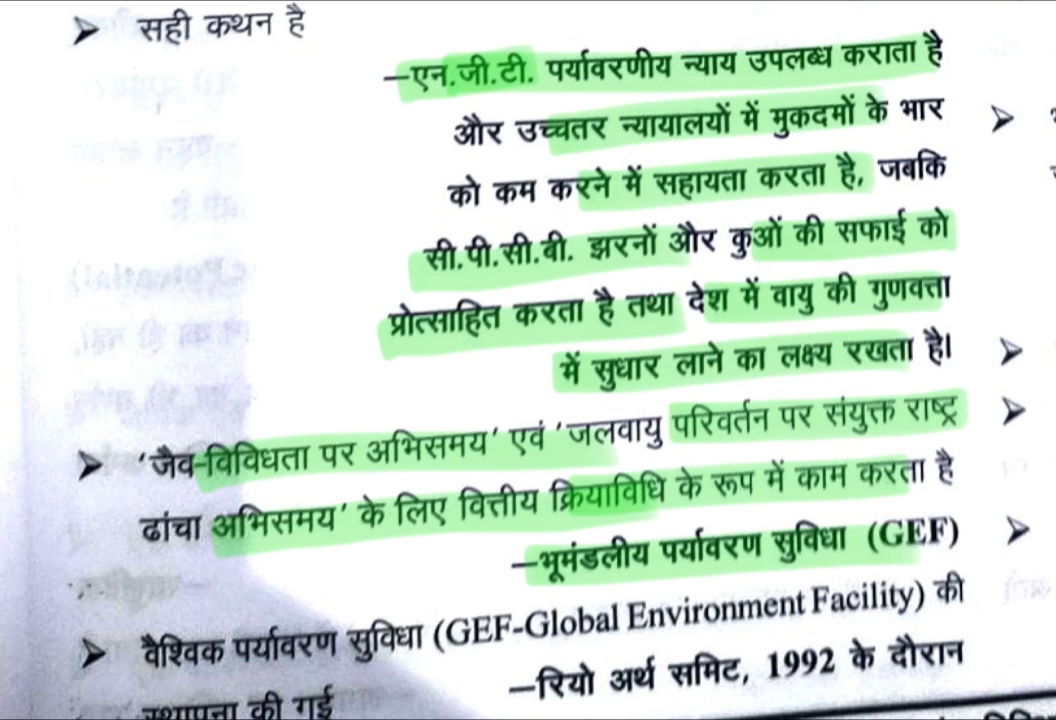 ➤ सही कथन है
–एन.जी.टी. पर्यावरणीय न्याय उपलब्ध कराता है
और उच्चतर न्यायालयों में मुकदमों के भार
को कम करने में सहायता करता है, जबकि
सी.पी.सी.बी. झरनों और कुओं की सफाई को
प्रोत्साहित करता है तथा देश में वायु की गुणवत्ता
में सुधार लाने का लक्ष्य रखता है।
➤ 'जैव-विविधता पर अभिसमय' एवं 'जलवायु परिवर्तन पर संयुक्त राष्ट्र
ढांचा अभिसमय' के लिए वित्तीय क्रियाविधि के रूप में काम करता है
–भूमंडलीय पर्यावरण सुविधा (GEF)
➤ वैश्विक पर्यावरण सुविधा (GEF-Global Environment Facility) की
स्थापना की गई –रियो अर्थ समिट, 1992 के दौरान